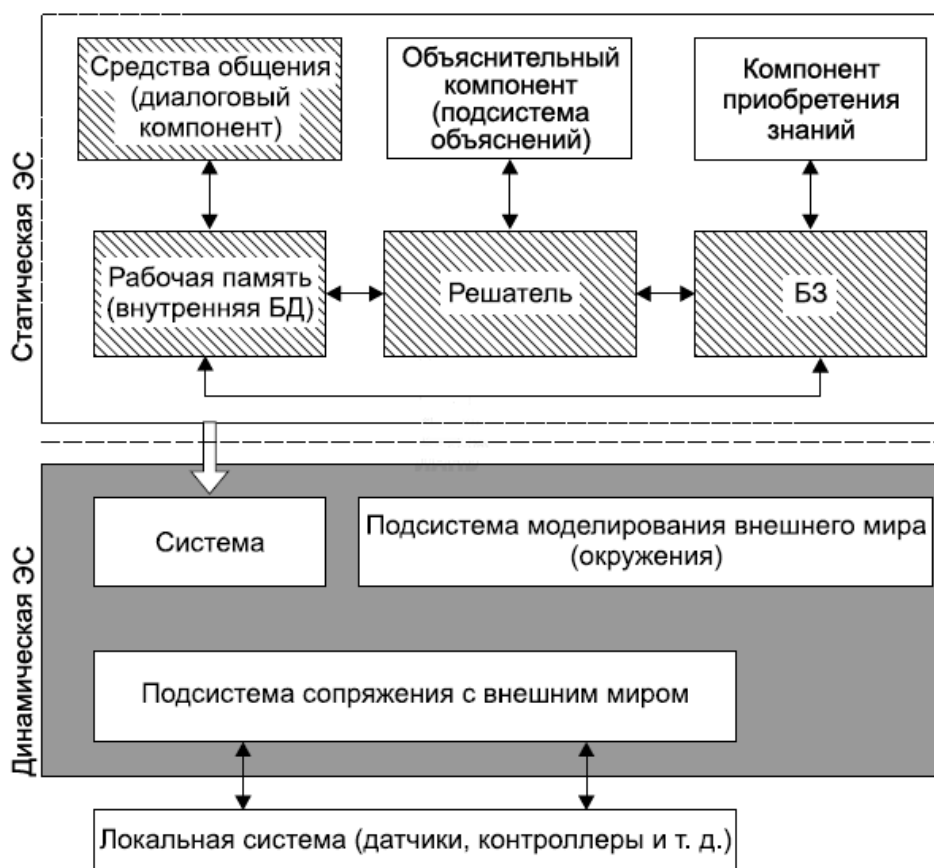 Статическая ЭС
Средства общения
(диалоговый
компонент)
Объяснительный
компонент
(подсистема
объяснений)
Компонент
приобретения
знаний
Рабочая память
(внутренняя БД)
Решатель
БЗ
Динамическая ЭС
Система
Подсистема моделирования внешнего мира
(окружения)
Подсистема сопряжения с внешним миром
Локальная система (датчики, контроллеры и т. д.)